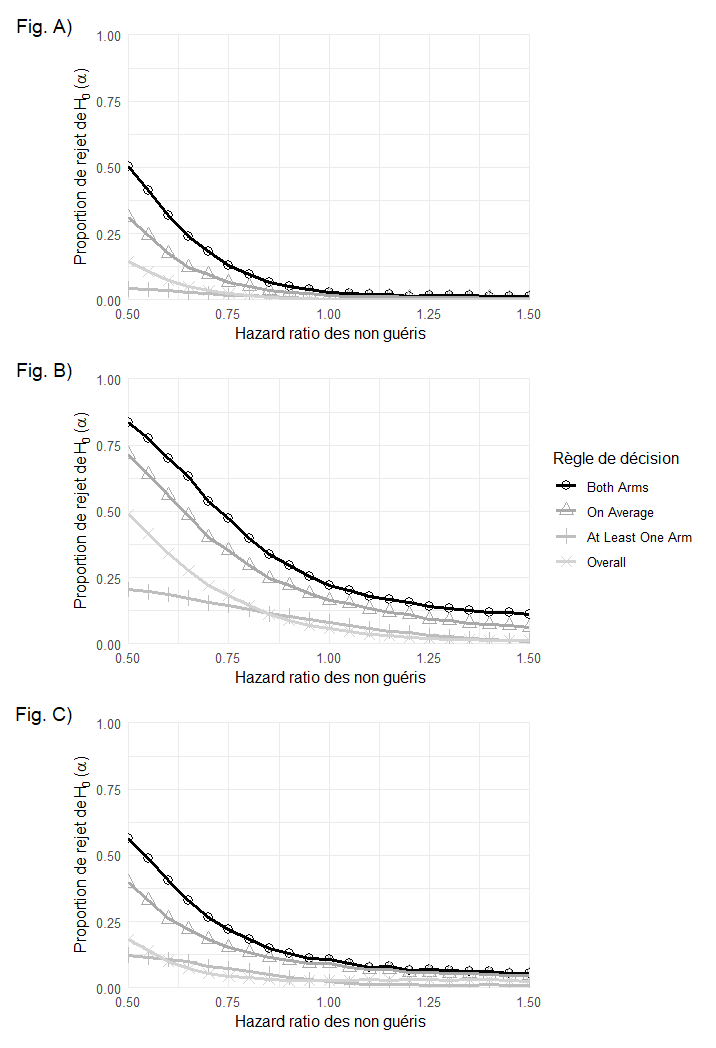 Fig. A)
1.00
0.75
0.50
0.25
0.00
Proportion de rejet de H0 (α)
0.50 0.75 1.00 1.25 1.50
Hazard ratio des non guéris
Fig. B)
1.00
0.75
0.50
0.25
0.00
Proportion de rejet de H0 (α)
0.50 0.75 1.00 1.25 1.50
Hazard ratio des non guéris
Règle de décision
Both Arms
On Average
At Least One Arm
Overall
Fig. C)
1.00
0.75
0.50
0.25
0.00
Proportion de rejet de H0 (α)
0.50 0.75 1.00 1.25 1.50
Hazard ratio des non guéris